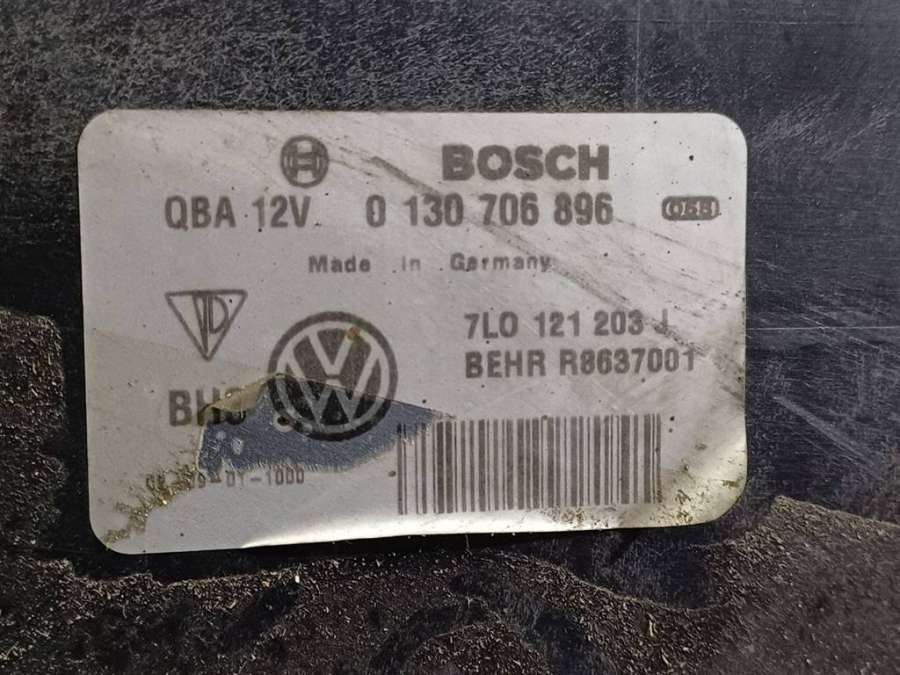 BOSCH
QBA 12V 0 130 706 896
Made in Germany
7L0 121 203 J
BEHR R8637001